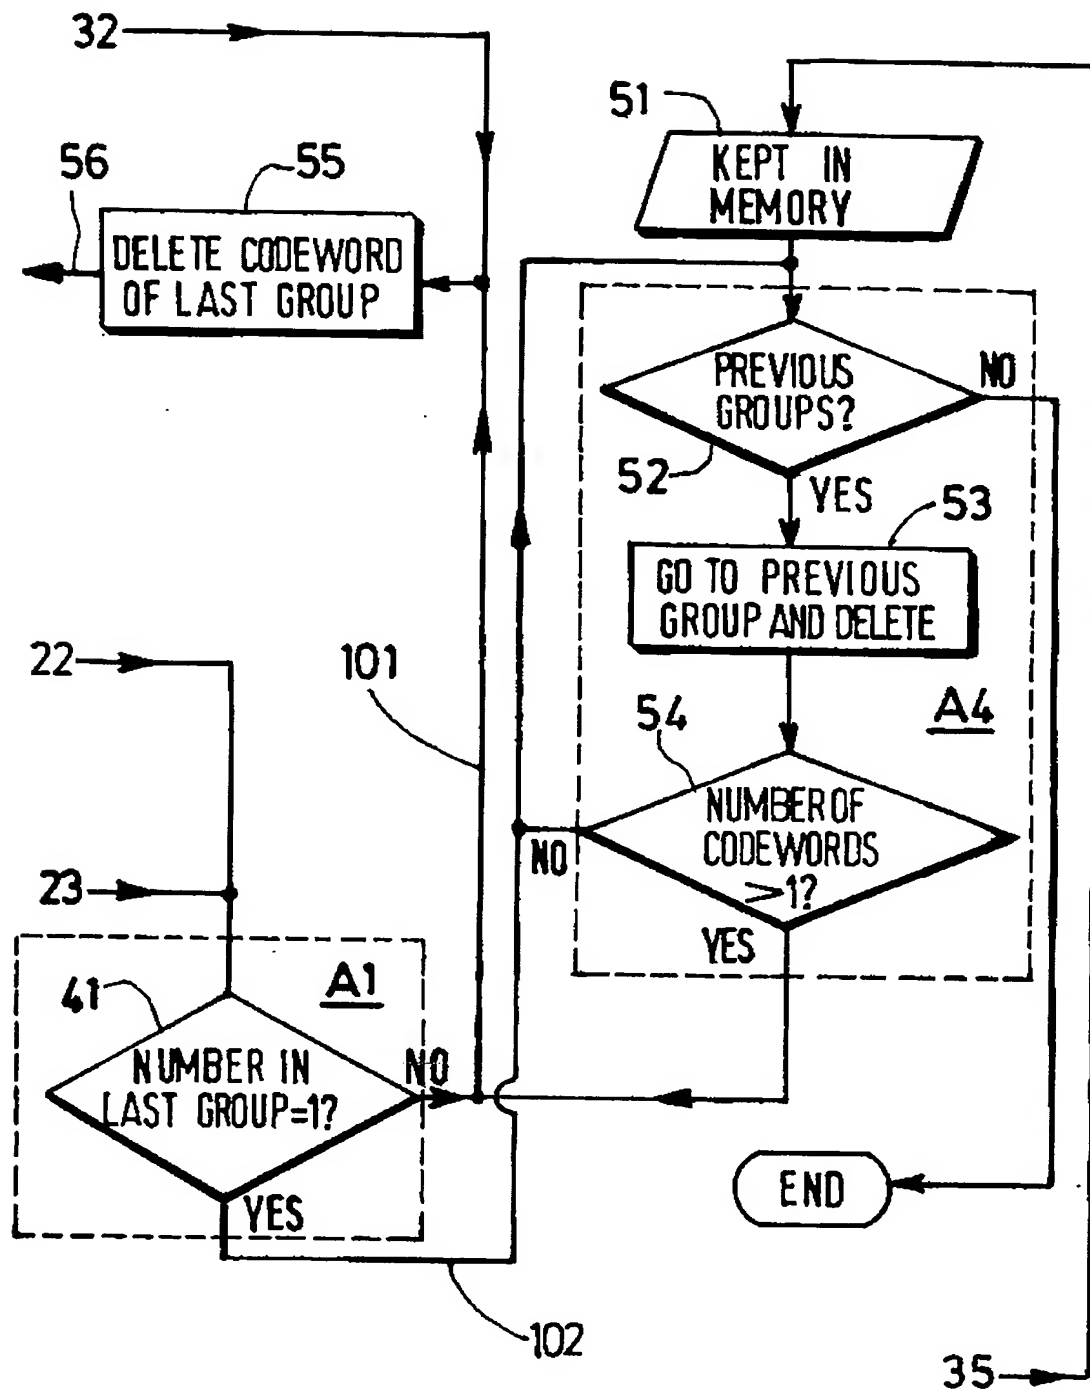 32
51
KEPT IN
MEMORY
56
55
DELETE CODEWORD
OF LAST GROUP
PREVIOUS
GROUPS?
NO
52
YES
53
GO TO PREVIOUS
GROUP AND DELETE
22
101
54
A4
NUMBER OF
CODEWORDS
>1?
NO
YES
23
A1
41
NUMBER IN
LAST GROUP=1?
NO
YES
END
102
35